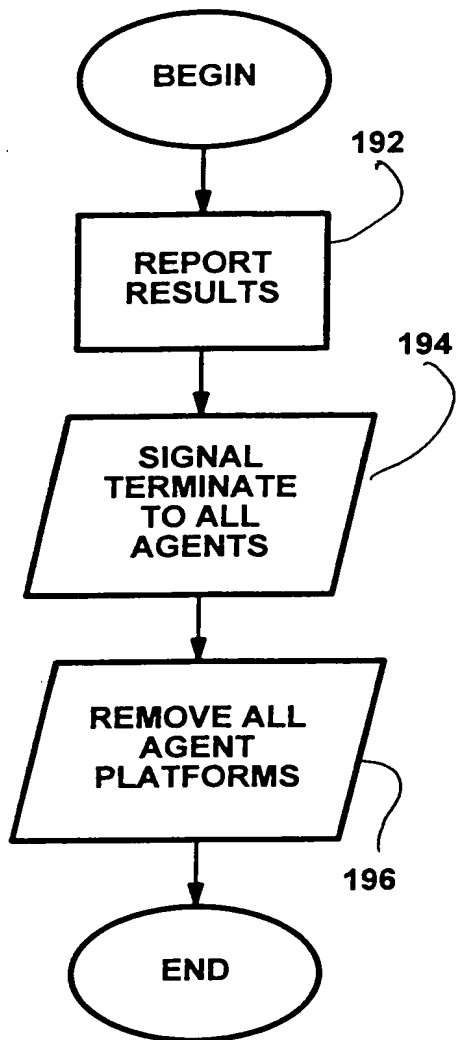 BEGIN
192
REPORT
RESULTS
194
SIGNAL
TERMINATE
TO ALL
AGENTS
REMOVE ALL
AGENT
PLATFORMS
196
END